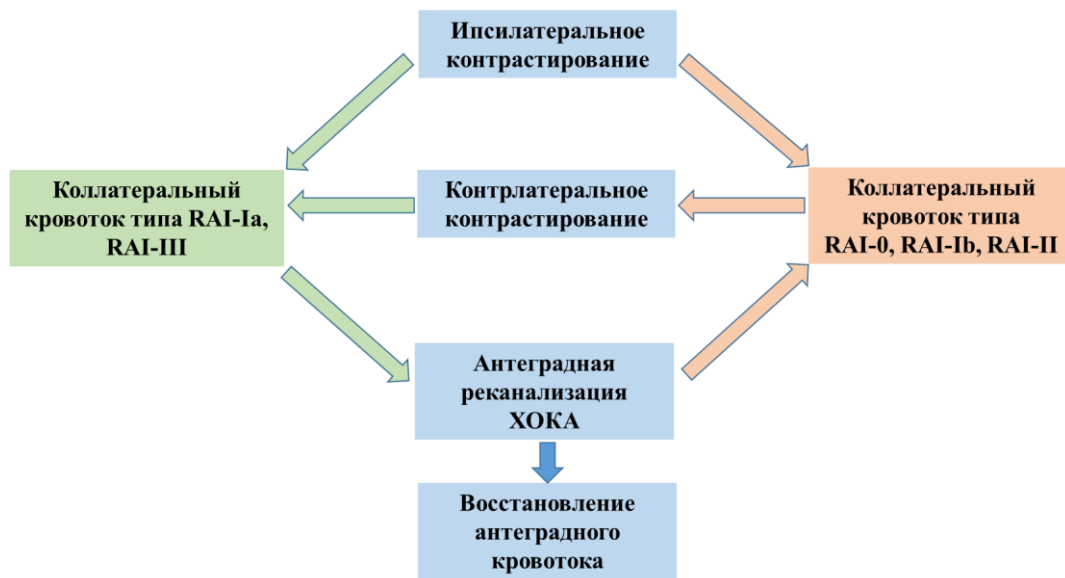 Ипсилатеральное
контрастирование
Коллатеральный
кровоток типа RAI-Ia,
RAI-III
Контрлатеральное
контрастирование
Коллатеральный
кровоток типа
RAI-0, RAI-Ib, RAI-II
Антеградная
реканализация
ХОКА
Восстановление
антеградного
кровотока